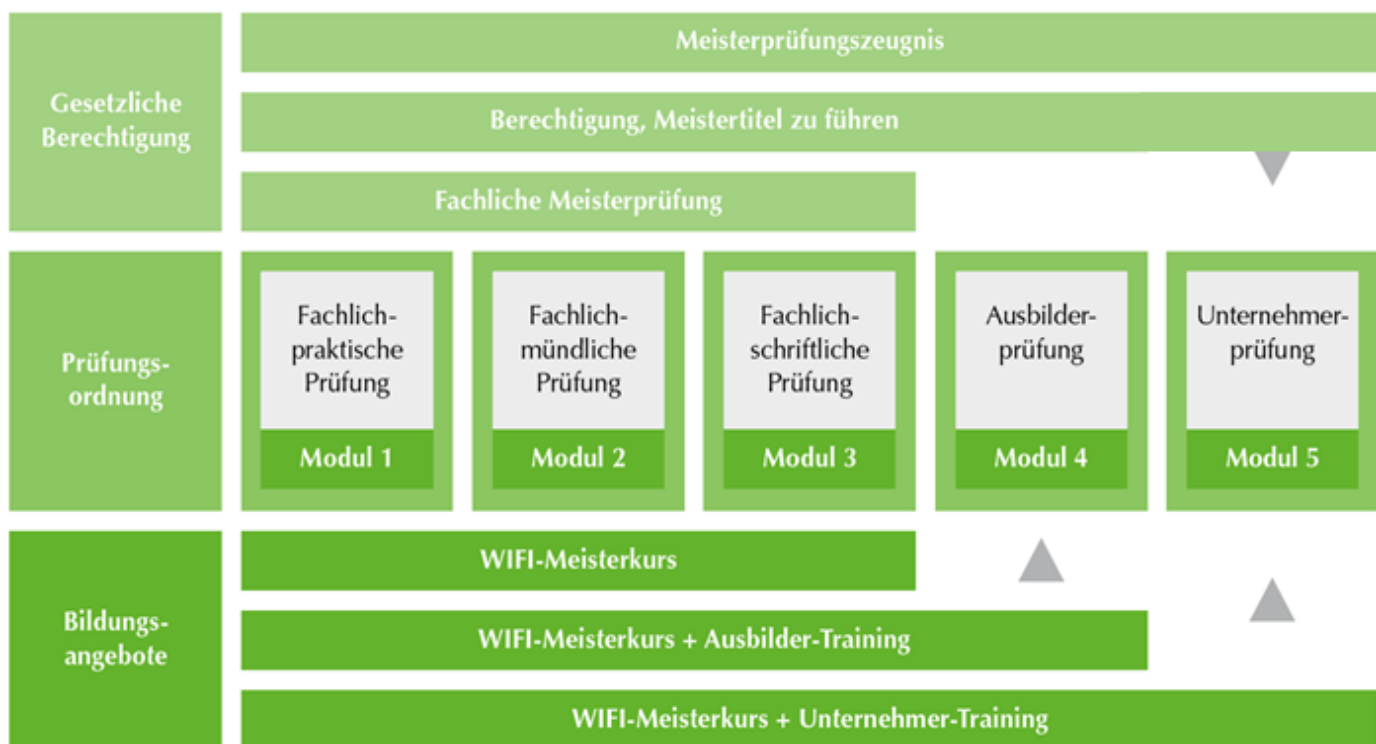 Gesetzliche
Berechtigung
Meisterprüfungszeugnis
Berechtigung, Meistertitel zu führen
Fachliche Meisterprüfung
Prüfungs-
ordnung
Fachlich-
praktische
Prüfung
Modul 1
Fachlich-
mündliche
Prüfung
Modul 2
Fachlich-
schriftliche
Prüfung
Modul 3
Ausbilder-
prüfung
Modul 4
Unternehmer-
prüfung
Modul 5
Bildungs-
angebote
WIFI-Meisterkurs
WIFI-Meisterkurs + Ausbilder-Training
WIFI-Meisterkurs + Unternehmer-Training